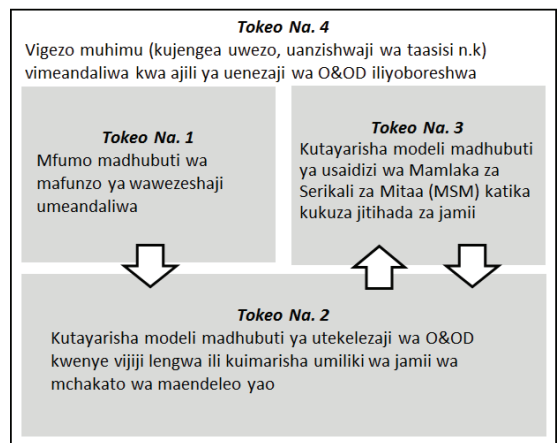 Tokeo Na. 4
Vigezo muhimu (kujengea uwezo, uanzishwaji wa taasisi n.k)
vimeandaliwa kwa ajili ya uenezaji wa O&OD iliyoboreshwa
Tokeo Na. 1
Mfumo madhubuti wa
mafunzo ya wawezeshaji
umeandaliwa
Tokeo Na. 3
Kutayarisha modeli madhubuti
ya usaidizi wa Mamlaka za
Serikali za Mitaa (MSM) katika
kukuza jitihada za jamii
Tokeo Na. 2
Kutayarisha modeli madhubuti ya utekelezaji wa O&OD
kwenye vijiji lengwa ili kuimarisha umiliki wa jamii wa
mchakato wa maendeleo yao